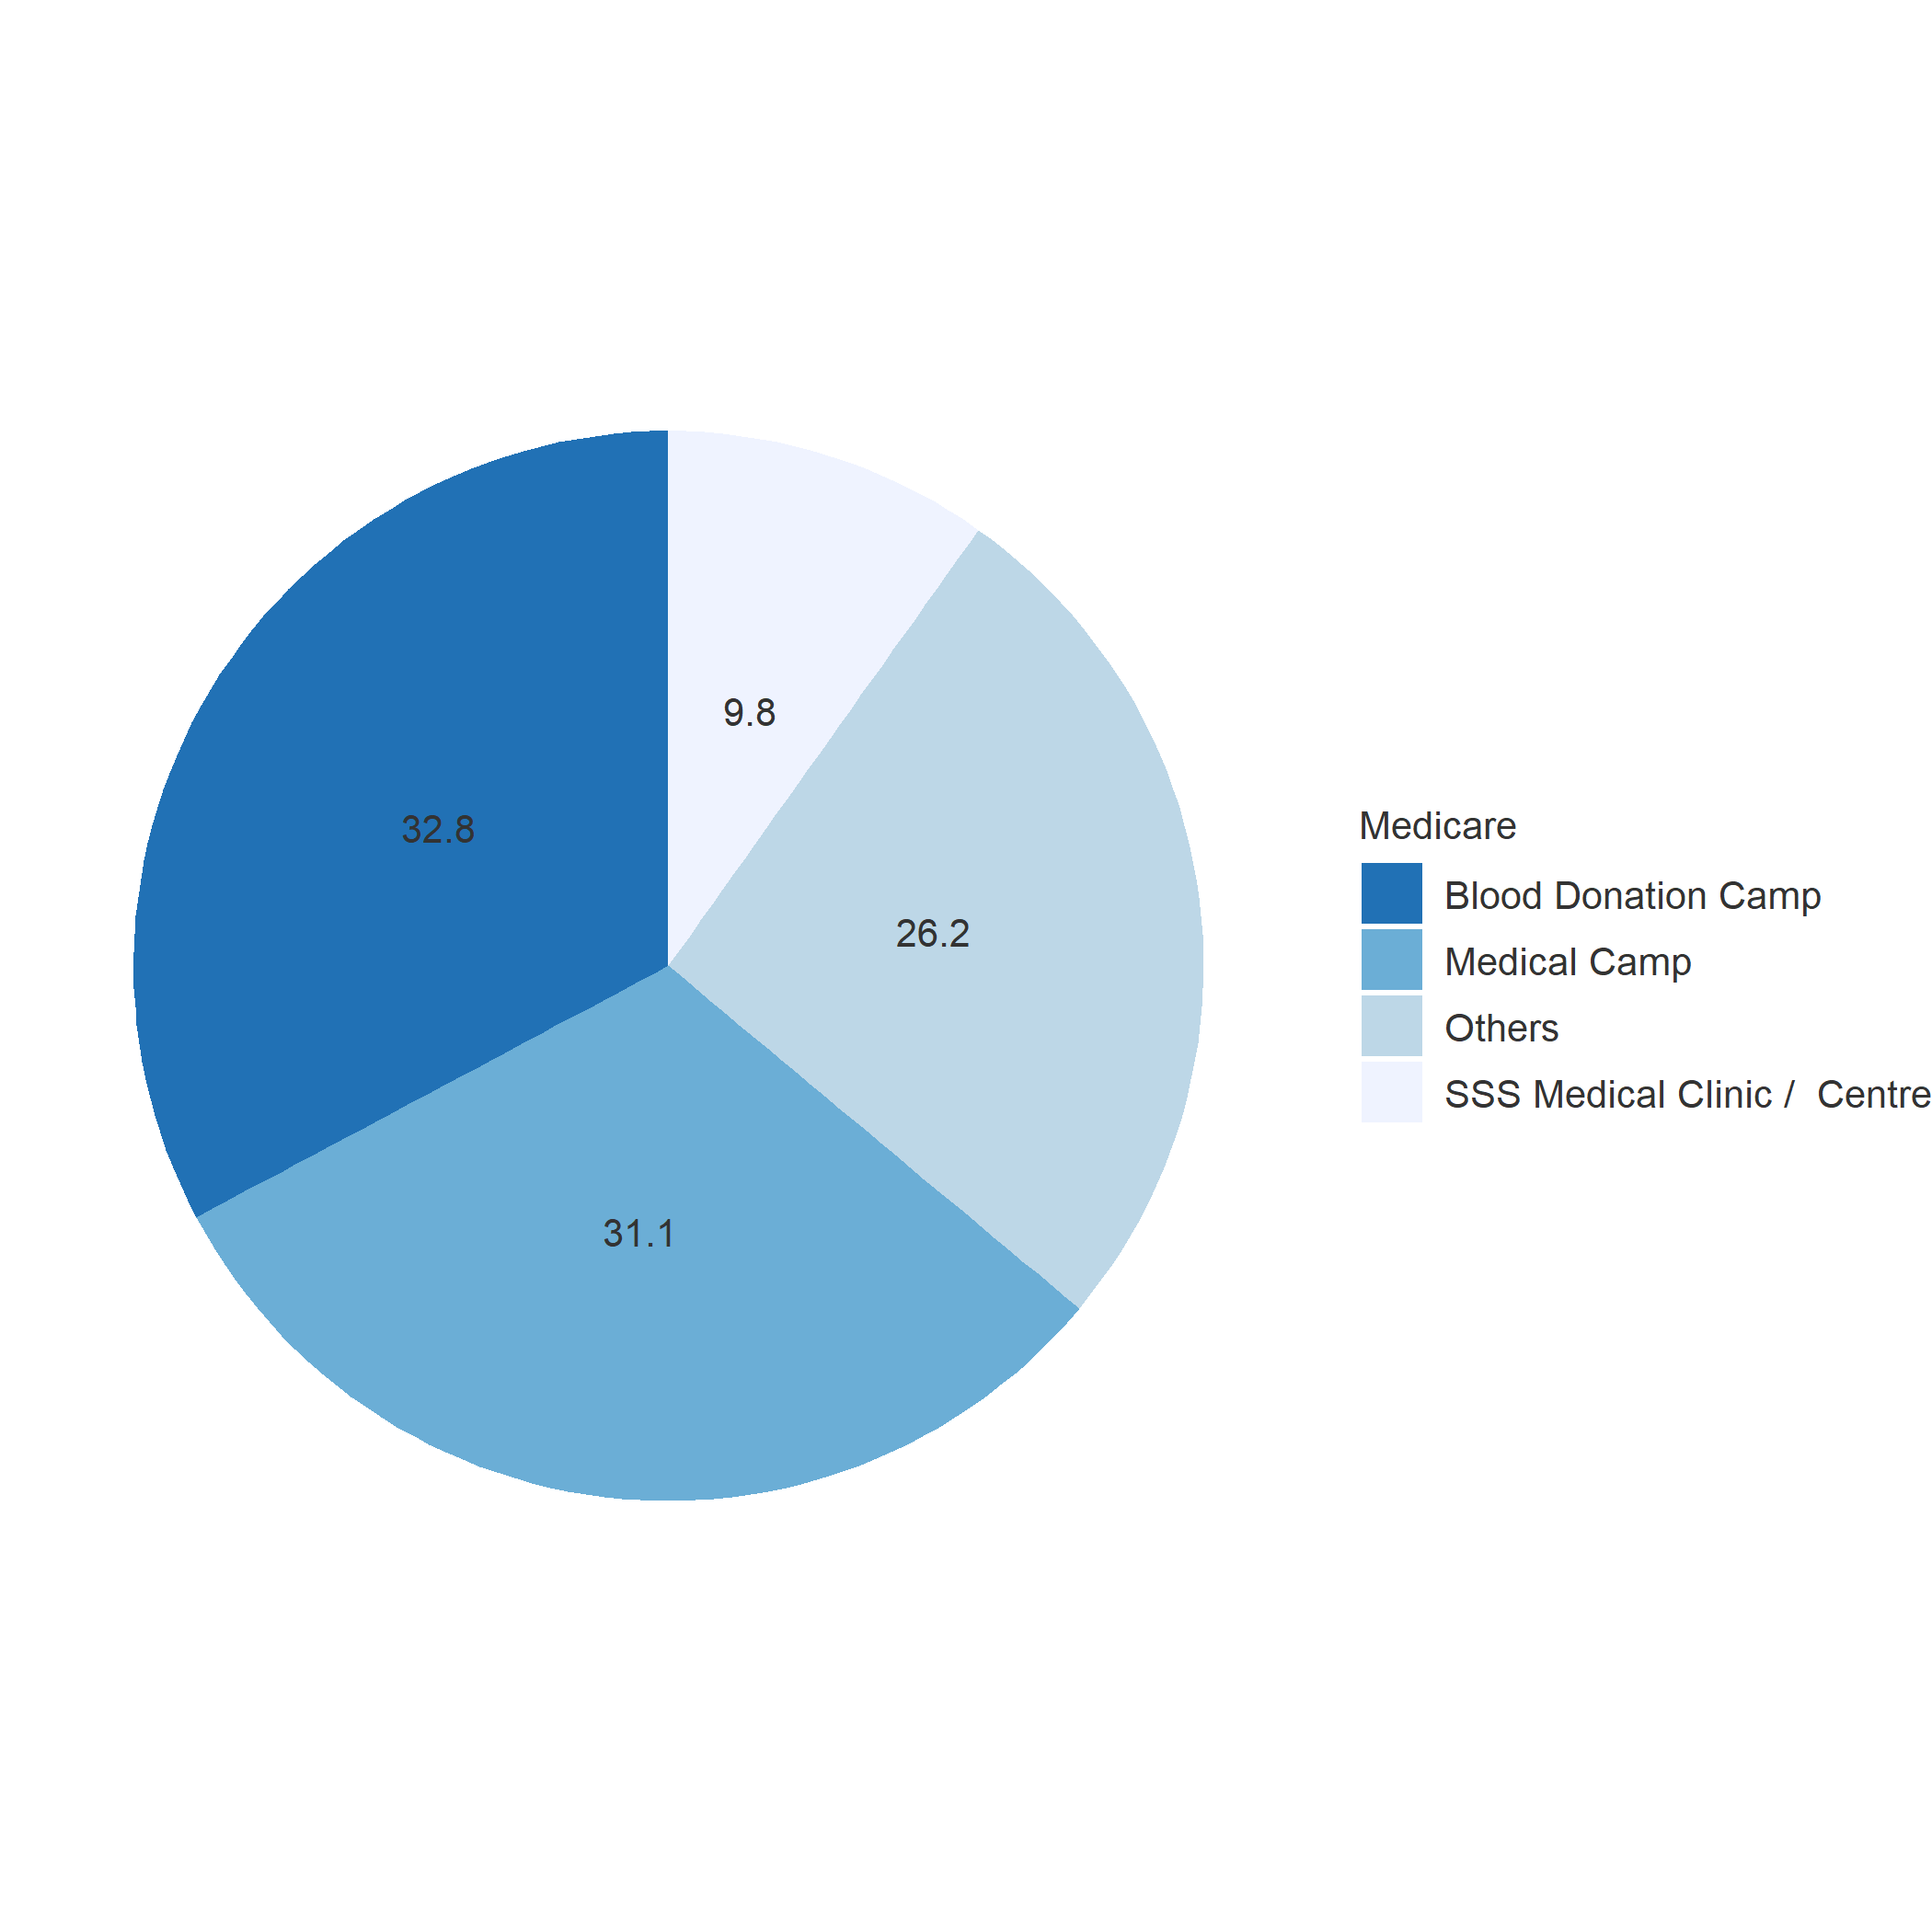 9.8
32.8
26.2
31.1
Medicare
Blood Donation Camp
Medical Camp
Others
SSS Medical Clinic /  Centre